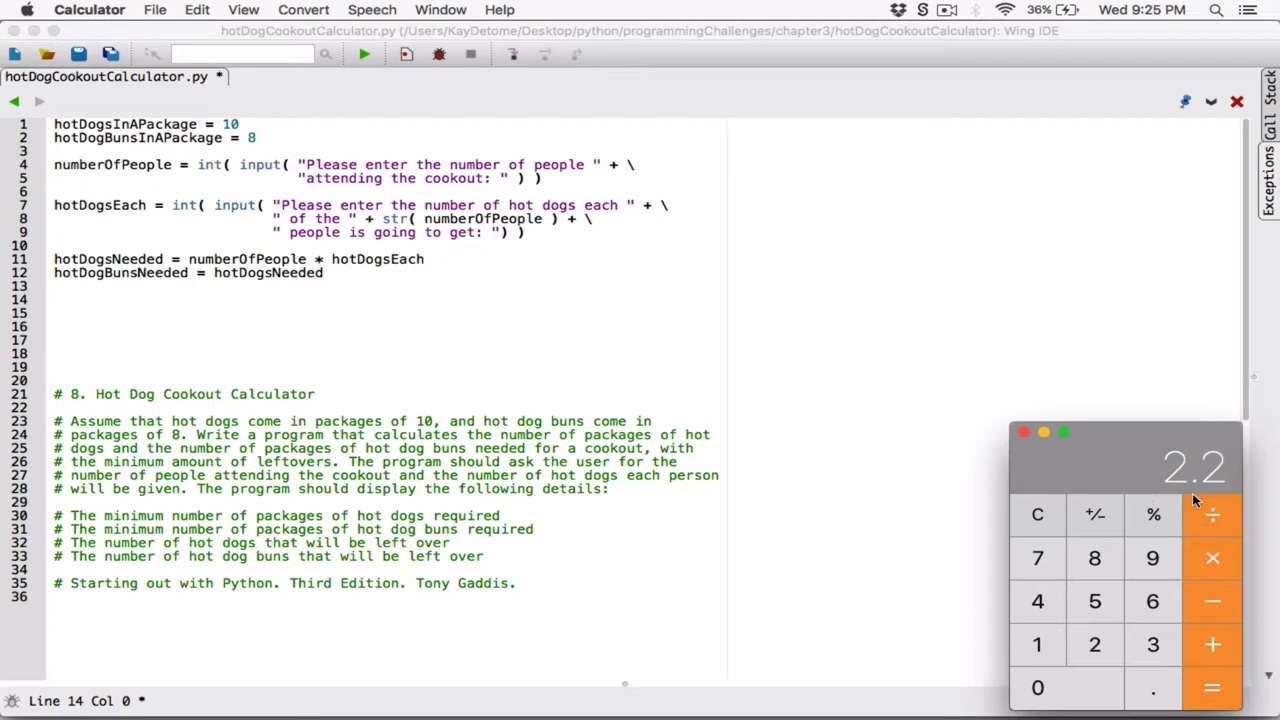 Calculator File Edit View Convert Speech Window Help 36% Wed 9:25 PM
hotDogCookoutCalculator.py (/Users/KayDetome/Desktop/python/programmingChallenges/chapter3/hotDogCookoutCalculator): Wing IDE
hotDogCookoutCalculator.py *
1 hotDogsInAPackage = 10
2 hotDogBunsInAPackage = 8
3
4 numberOfPeople = int( input( "Please enter the number of people " + \
5 "attending the cookout: " ) )
6
7 hotDogsEach = int( input( "Please enter the number of hot dogs each " + \
8 " of the " + str( numberOfPeople ) + \
9 " people is going to get: ") )
10
11 hotDogsNeeded = numberOfPeople * hotDogsEach
12 hotDogBunsNeeded = hotDogsNeeded
13
14
15
16
17
18
19
20
21 # 8. Hot Dog Cookout Calculator
22
23 # Assume that hot dogs come in packages of 10, and hot dog buns come in
24 # packages of 8. Write a program that calculates the number of packages of hot
25 # dogs and the number of packages of hot dog buns needed for a cookout, with
26 # the minimum amount of leftovers. The program should ask the user for the
27 # number of people attending the cookout and the number of hot dogs each person
28 # will be given. The program should display the following details:
29
30 # The minimum number of packages of hot dogs required
31 # The minimum number of packages of hot dog buns required
32 # The number of hot dogs that will be left over
33 # The number of hot dog buns that will be left over
34
35 # Starting out with Python. Third Edition. Tony Gaddis.
36
Call Stack
Exceptions
2.2
C +/− % ÷
7 8 9 ×
4 5 6 −
1 2 3 +
0 . =
Line 14 Col 0 *